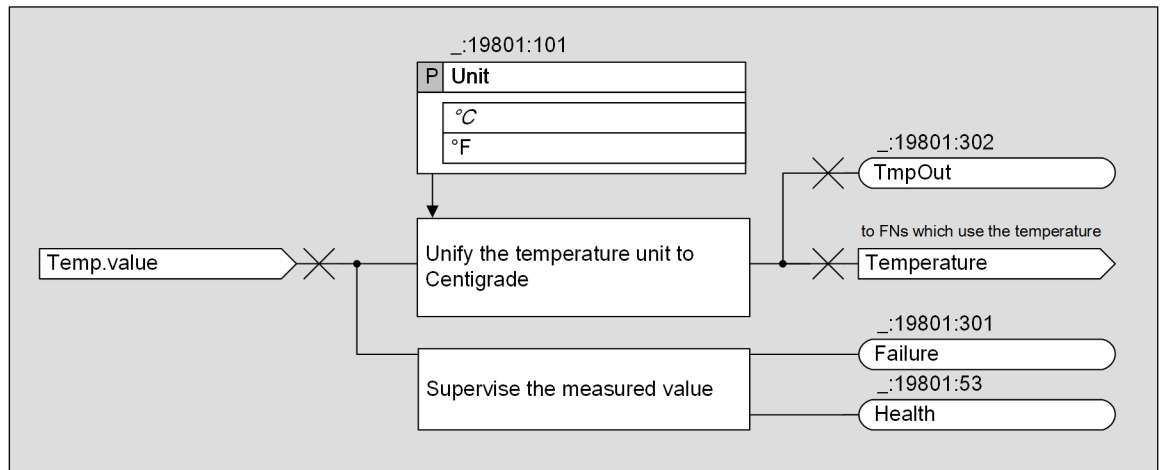 _:19801:101
P Unit
°C
°F
_:19801:302
TmpOut
to FNs which use the temperature
Temp.value
Unify the temperature unit to
Centigrade
Temperature
_:19801:301
Failure
Supervise the measured value
_:19801:53
Health